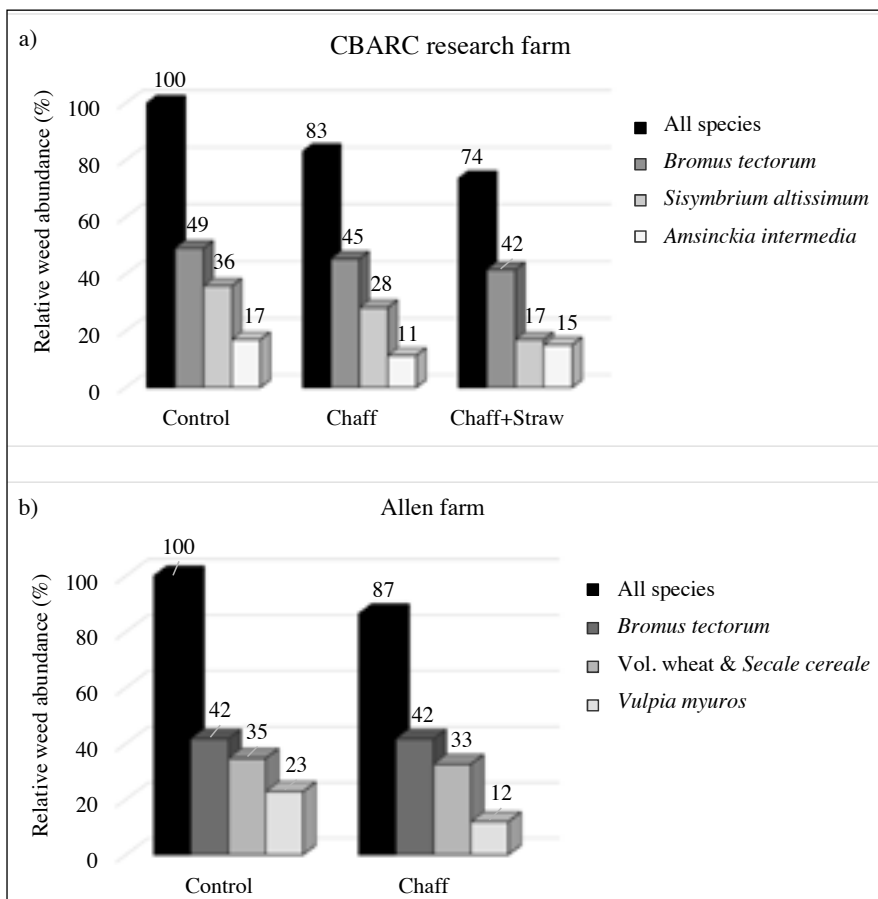 a)
CBARC research farm
Relative weed abundance (%)
100
80
60
40
20
0
100
49
36
17
83
45
28
11
74
42
17
15
Control
Chaff
Chaff+Straw
All species
Bromus tectorum
Sisymbrium altissimum
Amsinckia intermedia
b)
Allen farm
Relative weed abundance (%)
100
80
60
40
20
0
100
42
35
23
87
42
33
12
Control
Chaff
All species
Bromus tectorum
Vol. wheat & Secale cereale
Vulpia myuros